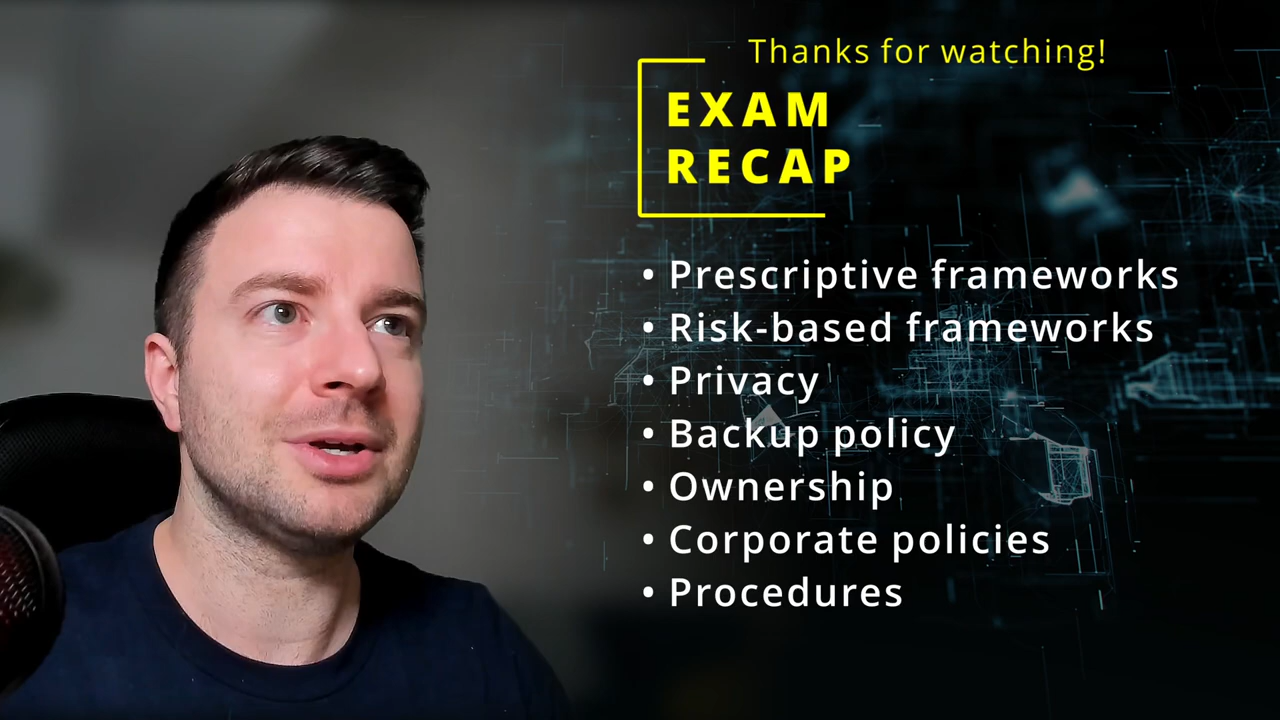 Thanks for watching!
EXAM
RECAP
• Prescriptive frameworks
• Risk-based frameworks
• Privacy
• Backup policy
• Ownership
• Corporate policies
• Procedures